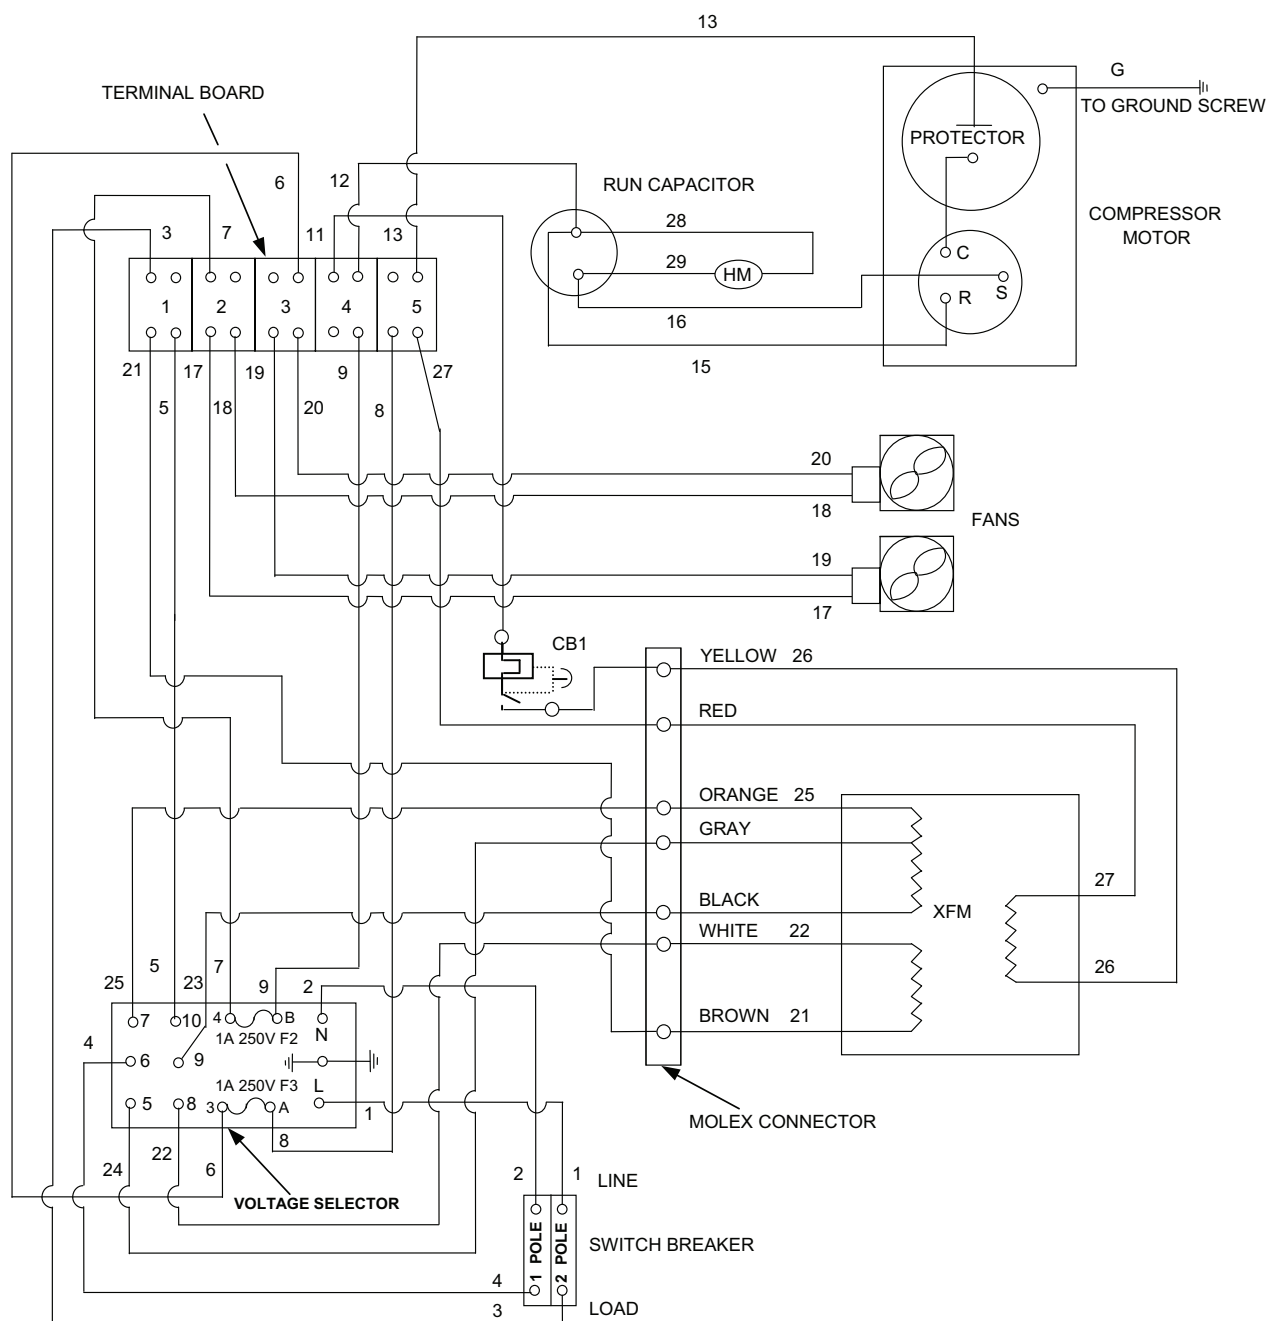 13
G
TERMINAL BOARD
TO GROUND SCREW
PROTECTOR
6
12
RUN CAPACITOR
COMPRESSOR
MOTOR
3
7
11
13
28
29
HM
C
S
R
1
2
3
4
5
16
15
21
17
19
9
27
5
18
20
8
20
18
FANS
19
17
CB1
YELLOW 26
RED
ORANGE 25
GRAY
27
BLACK
XFM
WHITE 22
26
BROWN 21
5
7
25
23
9
2
7
10
4
B
N
1A 250V F2
4
6
9
1A 250V F3
L
5
8
3
A
1
MOLEX CONNECTOR
8
22
24
6
2
1
LINE
VOLTAGE SELECTOR
1 POLE
2 POLE
SWITCH BREAKER
4
3
LOAD